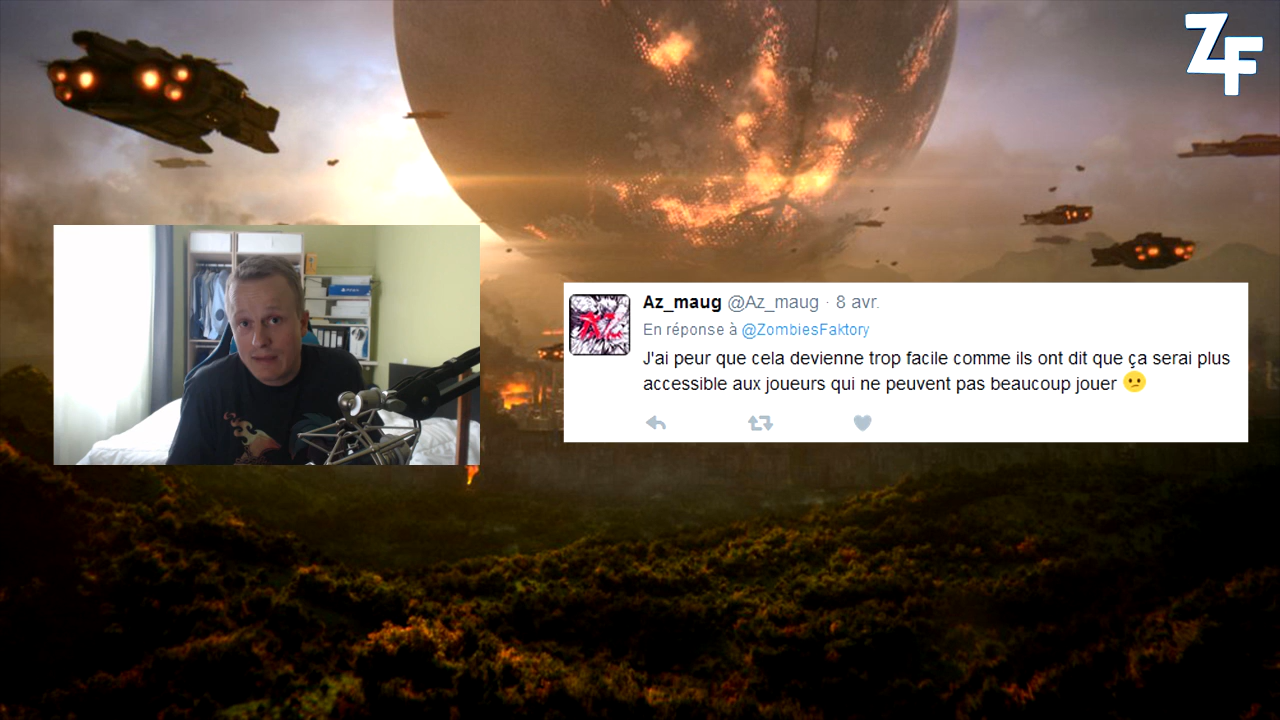 ZF
Az_maug @Az_maug · 8 avr.
En réponse à @ZombiesFaktory
J'ai peur que cela devienne trop facile comme ils ont dit que ça serai plus
accessible aux joueurs qui ne peuvent pas beaucoup jouer 😕